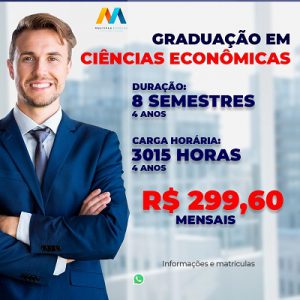 GRADUAÇÃO EM
CIÊNCIAS ECONÔMICAS
DURAÇÃO:
8 SEMESTRES
4 ANOS
CARGA HORÁRIA:
3015 HORAS
4 ANOS
R$ 299,60
MENSAIS
Informações e matrículas